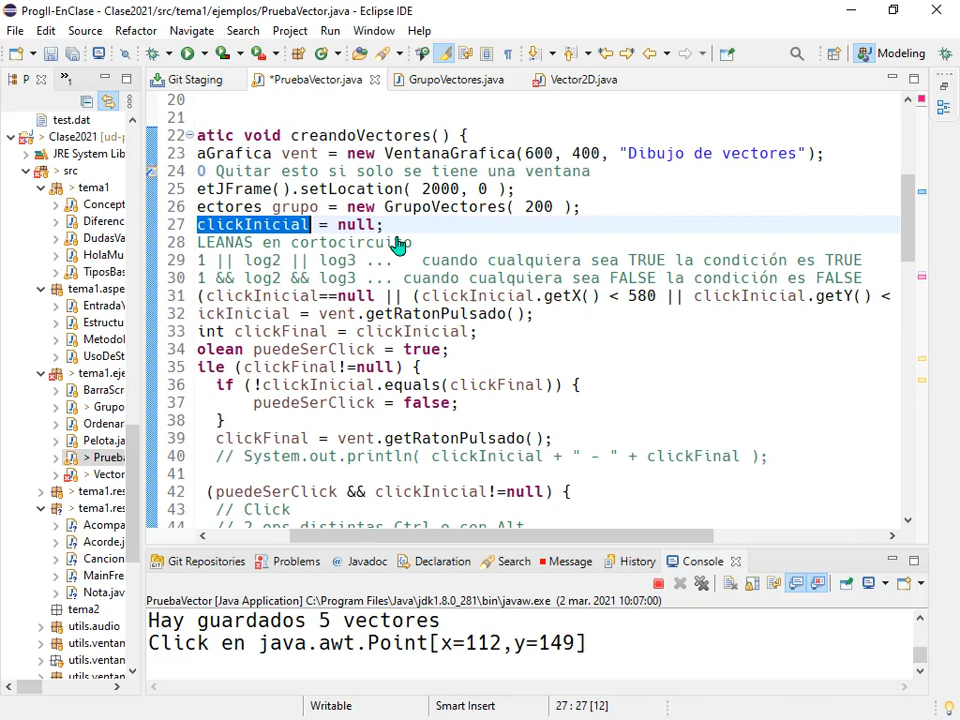 ProgII-EnClase - Clase2021/src/tema1/ejemplos/PruebaVector.java - Eclipse IDE
File Edit Source Refactor Navigate Search Project Run Window Help
Modeling
P Git Staging *PruebaVector.java GrupoVectores.java Vector2D.java
test.dat
Clase2021 [ud-p
JRE System Lib
src
tema1
Concept
Diferenc
DudasVa
HolaMu
TiposBas
tema1.aspe
EntradaY
Estructu
Metodol
UsoDeSt
tema1.eje
BarraScr
> Grupo
Ordenar
Pelota.ja
> Prueba
> Vector
tema1.res
tema1.res
Acompa
Acorde.j
Cancion
MainFre
Nota.jav
tema2
utils.audio
utils.ventan
utils.ventan
utils.ventan
20
21
22 atic void creandoVectores() {
23 aGrafica vent = new VentanaGrafica(600, 400, "Dibujo de vectores");
24 O Quitar esto si solo se tiene una ventana
25 etJFrame().setLocation( 2000, 0 );
26 ectores grupo = new GrupoVectores( 200 );
27 clickInicial = null;
28 LEANAS en cortocircuito
29 1 || log2 || log3 ... cuando cualquiera sea TRUE la condición es TRUE
30 1 && log2 && log3 ... cuando cualquiera sea FALSE la condición es FALSE
31 (clickInicial==null || (clickInicial.getX() < 580 || clickInicial.getY() <
32 ickInicial = vent.getRatonPulsado();
33 int clickFinal = clickInicial;
34 olean puedeSerClick = true;
35 ile (clickFinal!=null) {
36 if (!clickInicial.equals(clickFinal)) {
37 puedeSerClick = false;
38 }
39 clickFinal = vent.getRatonPulsado();
40 // System.out.println( clickInicial + " - " + clickFinal );
41
42 (puedeSerClick && clickInicial!=null) {
43 // Click
44 // 2 ops distintas Ctrl o con Alt
Git Repositories Problems Javadoc Declaration Search Message History Console
PruebaVector [Java Application] C:\Program Files\Java\jdk1.8.0_281\bin\javaw.exe (2 mar. 2021 10:07:00)
Hay guardados 5 vectores
Click en java.awt.Point[x=112,y=149]
Writable Smart Insert 27 : 27 [12]